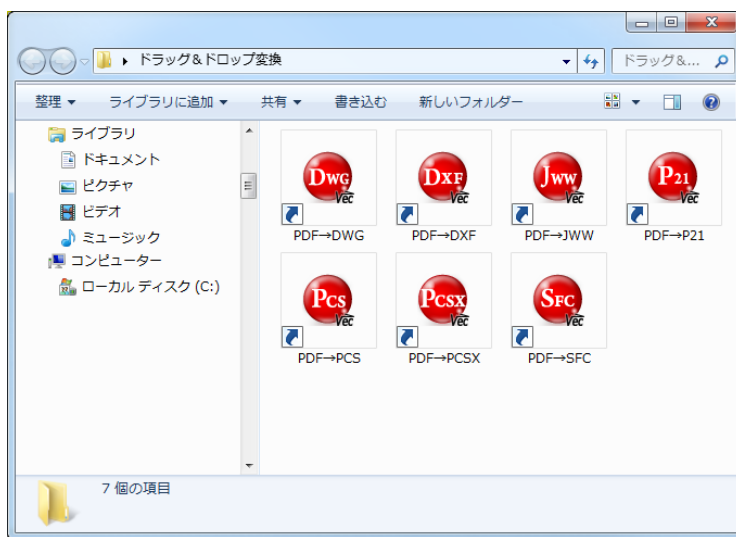 ドラッグ&ドロップ変換
ドラッグ&...
整理
ライブラリに追加
共有
書き込む
新しいフォルダー
ライブラリ
ドキュメント
ピクチャ
ビデオ
ミュージック
コンピューター
ローカル ディスク (C:)
DWG
Vec
PDF→DWG
DXF
Vec
PDF→DXF
JWW
Vec
PDF→JWW
P21
Vec
PDF→P21
PCS
Vec
PDF→PCS
PCSX
Vec
PDF→PCSX
SFC
Vec
PDF→SFC
7 個の項目